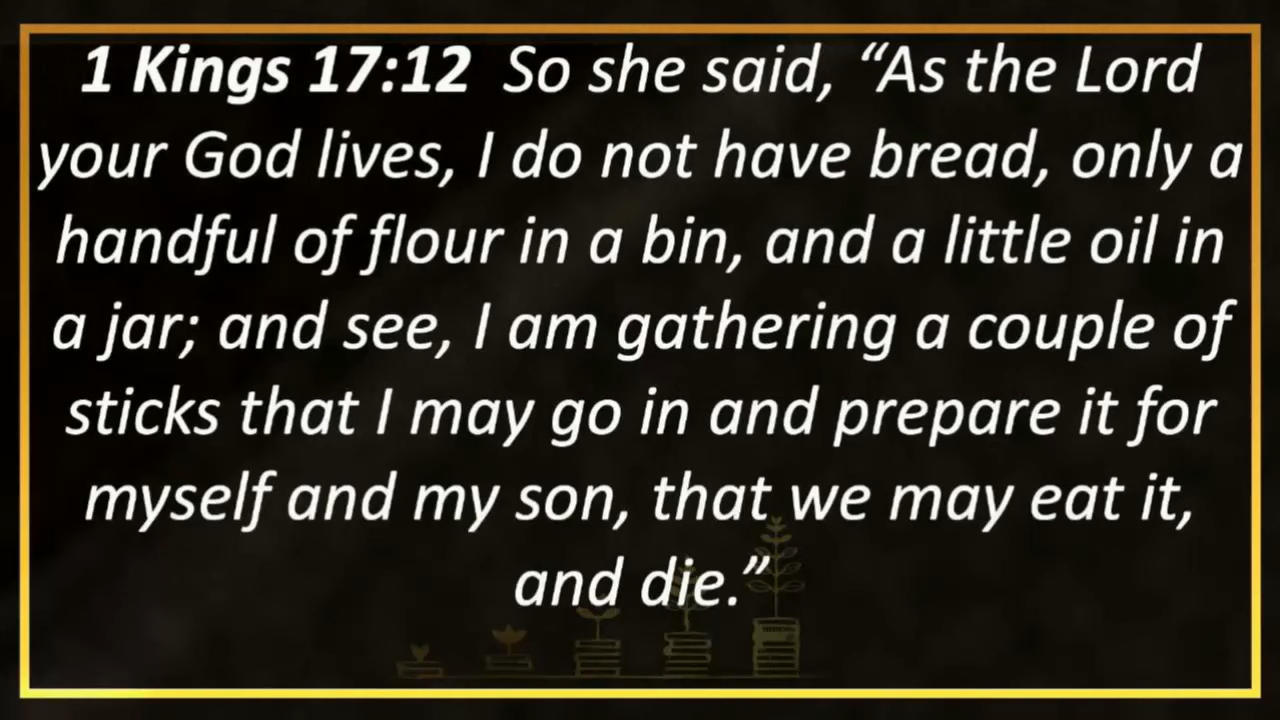 1 Kings 17:12 So she said, “As the Lord
your God lives, I do not have bread, only a
handful of flour in a bin, and a little oil in
a jar; and see, I am gathering a couple of
sticks that I may go in and prepare it for
myself and my son, that we may eat it,
and die.”